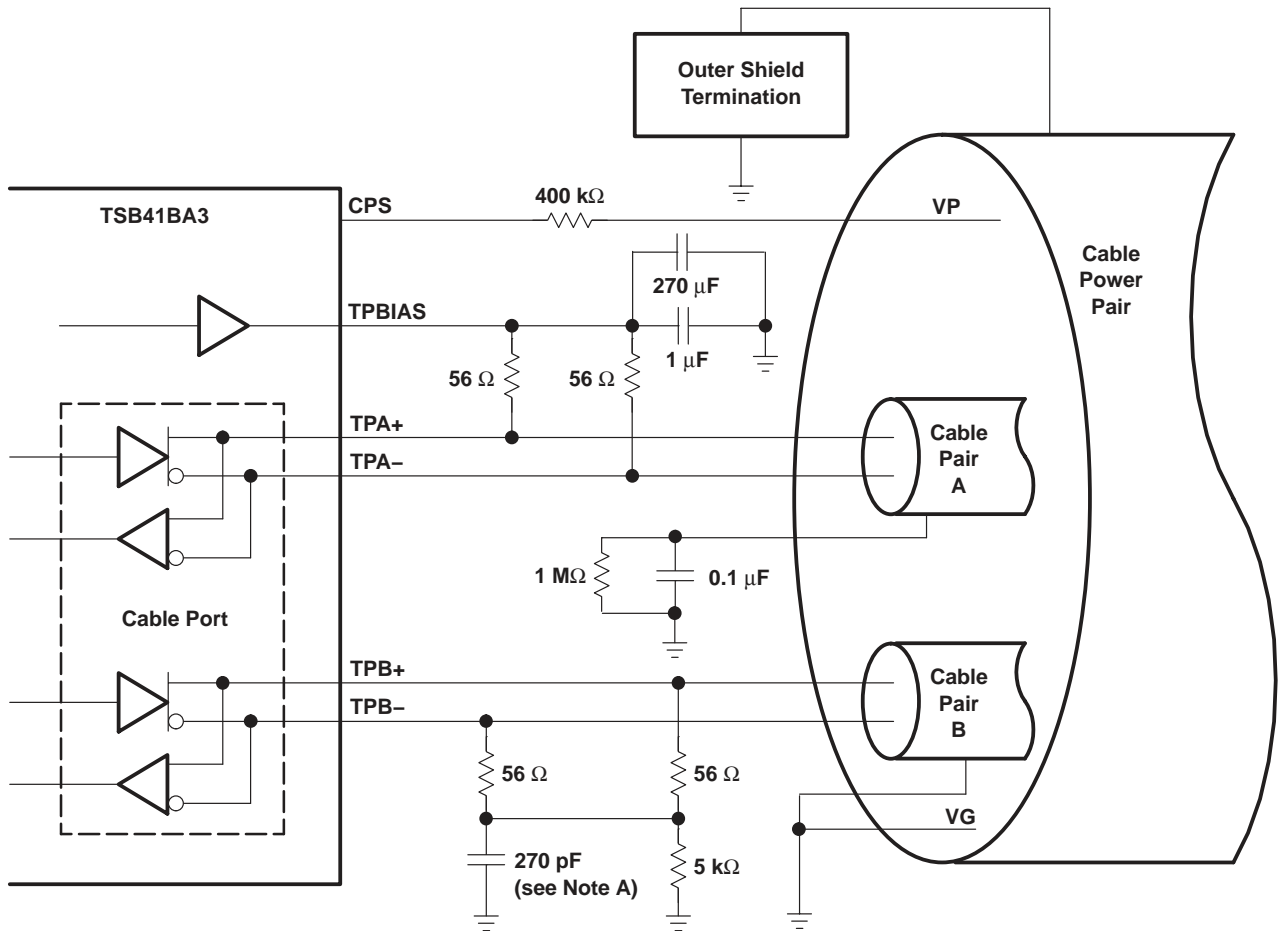 Outer Shield
Termination
TSB41BA3
CPS
400 kΩ
VP
Cable
Power
Pair
270 μF
TPBIAS
1 μF
56 Ω
56 Ω
TPA+
TPA–
Cable
Pair
A
1 MΩ
0.1 μF
Cable Port
TPB+
TPB–
Cable
Pair
B
56 Ω
56 Ω
VG
270 pF
(see Note A)
5 kΩ